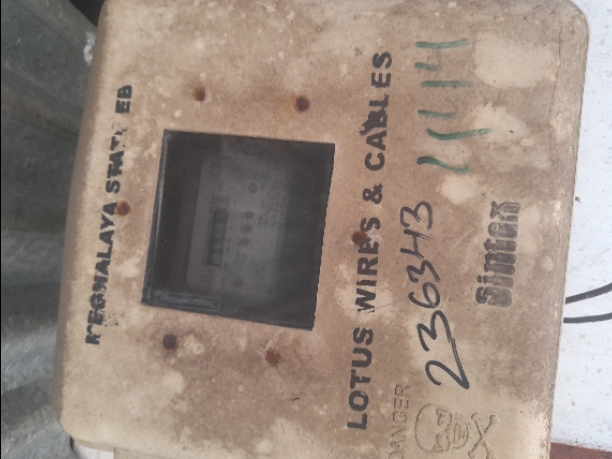 MEGHALAYA STATE EB
LOTUS WIRES & CABLES
236343
Sintex
DANGER